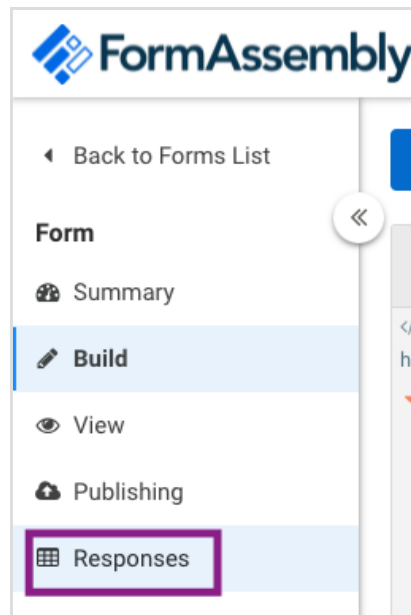 FormAssembly
Back to Forms List
Form
Summary
Build
View
Publishing
Responses